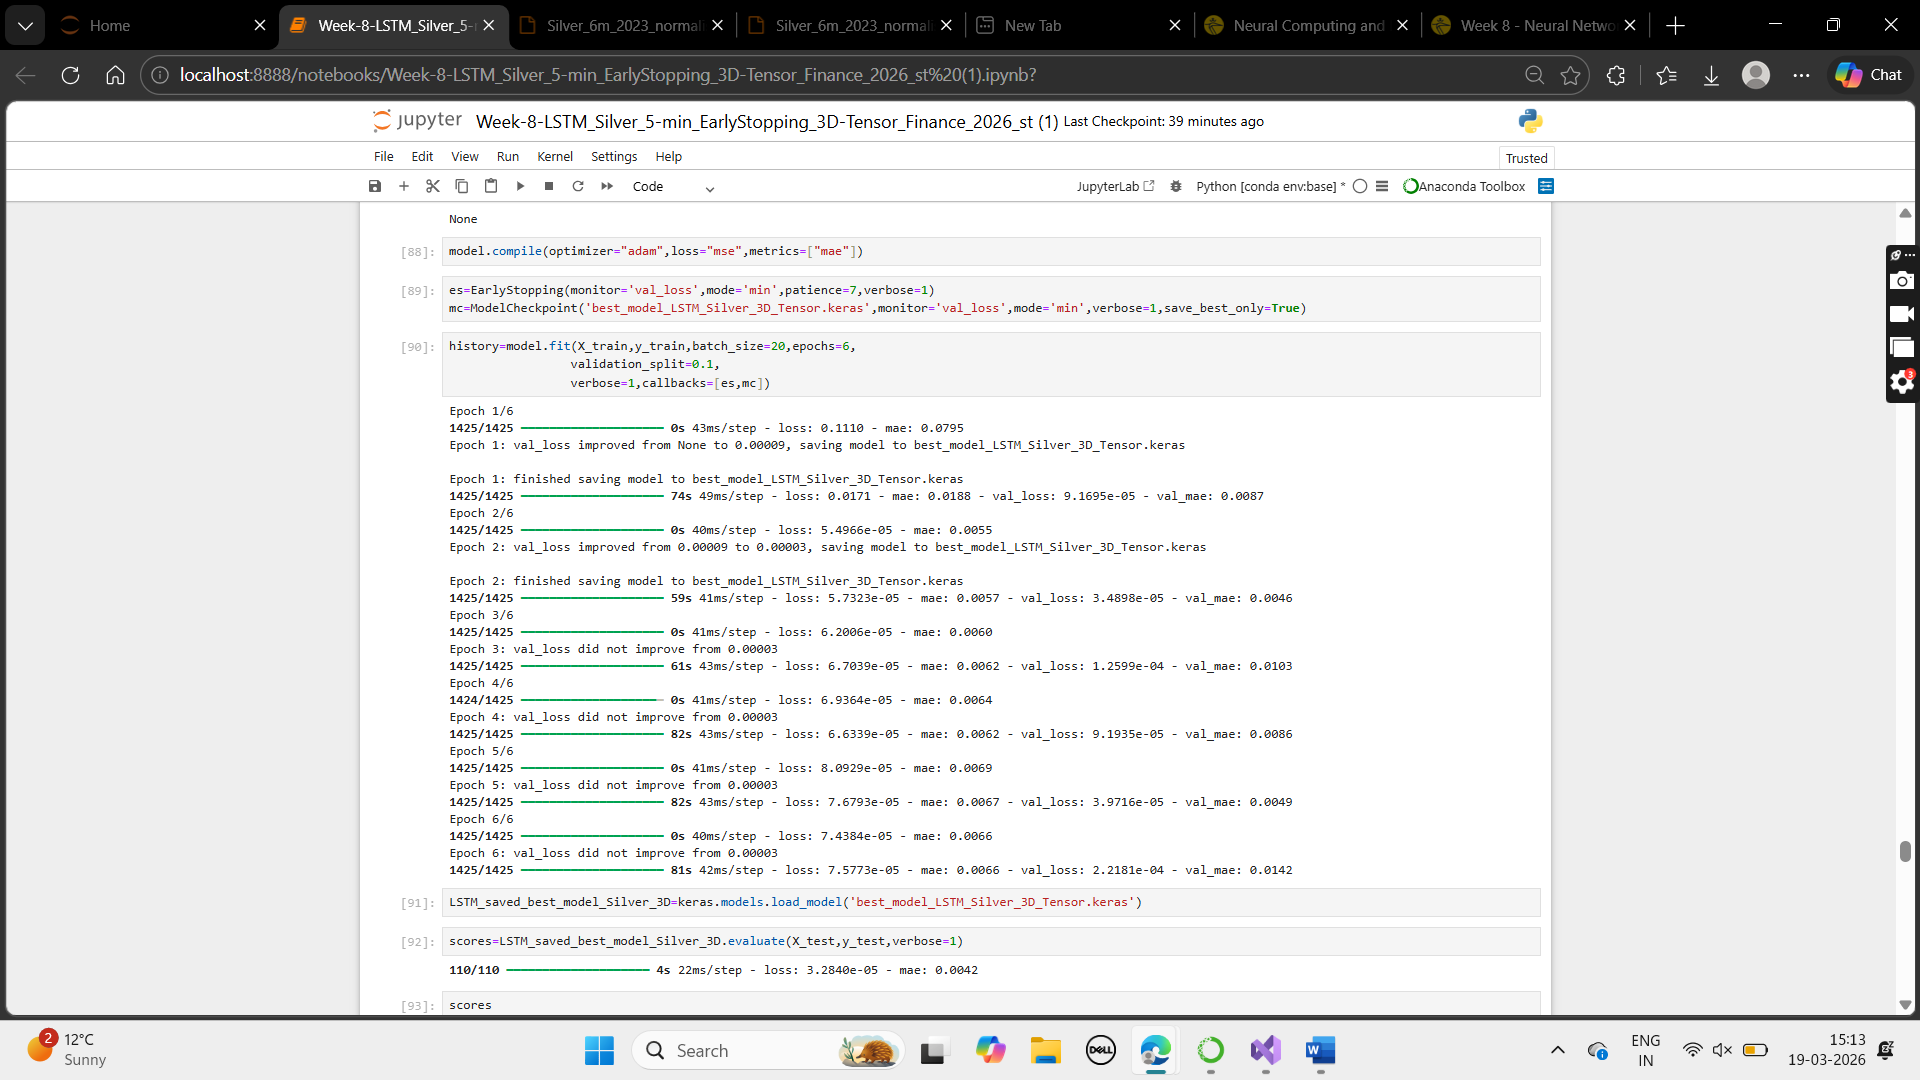 Home
Week-8-LSTM_Silver_5-
Silver_6m_2023_normali
Silver_6m_2023_normali
New Tab
Neural Computing and
Week 8 - Neural Netwo
localhost:8888/notebooks/Week-8-LSTM_Silver_5-min_EarlyStopping_3D-Tensor_Finance_2026_st%20(1).ipynb?
Chat
jupyter Week-8-LSTM_Silver_5-min_EarlyStopping_3D-Tensor_Finance_2026_st (1) Last Checkpoint: 39 minutes ago
File Edit View Run Kernel Settings Help
Trusted
Code
JupyterLab Python [conda env:base] * Anaconda Toolbox
None
[88]: model.compile(optimizer="adam",loss="mse",metrics=["mae"])
[89]: es=EarlyStopping(monitor='val_loss',mode='min',patience=7,verbose=1)
mc=ModelCheckpoint('best_model_LSTM_Silver_3D_Tensor.keras',monitor='val_loss',mode='min',verbose=1,save_best_only=True)
[90]: history=model.fit(X_train,y_train,batch_size=20,epochs=6,
validation_split=0.1,
verbose=1,callbacks=[es,mc])
Epoch 1/6
1425/1425 0s 43ms/step - loss: 0.1110 - mae: 0.0795
Epoch 1: val_loss improved from None to 0.00009, saving model to best_model_LSTM_Silver_3D_Tensor.keras
Epoch 1: finished saving model to best_model_LSTM_Silver_3D_Tensor.keras
1425/1425 74s 49ms/step - loss: 0.0171 - mae: 0.0188 - val_loss: 9.1695e-05 - val_mae: 0.0087
Epoch 2/6
1425/1425 0s 40ms/step - loss: 5.4966e-05 - mae: 0.0055
Epoch 2: val_loss improved from 0.00009 to 0.00003, saving model to best_model_LSTM_Silver_3D_Tensor.keras
Epoch 2: finished saving model to best_model_LSTM_Silver_3D_Tensor.keras
1425/1425 59s 41ms/step - loss: 5.7323e-05 - mae: 0.0057 - val_loss: 3.4898e-05 - val_mae: 0.0046
Epoch 3/6
1425/1425 0s 41ms/step - loss: 6.2006e-05 - mae: 0.0060
Epoch 3: val_loss did not improve from 0.00003
1425/1425 61s 43ms/step - loss: 6.7039e-05 - mae: 0.0062 - val_loss: 1.2599e-04 - val_mae: 0.0103
Epoch 4/6
1424/1425 0s 41ms/step - loss: 6.9364e-05 - mae: 0.0064
Epoch 4: val_loss did not improve from 0.00003
1425/1425 82s 43ms/step - loss: 6.6339e-05 - mae: 0.0062 - val_loss: 9.1935e-05 - val_mae: 0.0086
Epoch 5/6
1425/1425 0s 41ms/step - loss: 8.0929e-05 - mae: 0.0069
Epoch 5: val_loss did not improve from 0.00003
1425/1425 82s 43ms/step - loss: 7.6793e-05 - mae: 0.0067 - val_loss: 3.9716e-05 - val_mae: 0.0049
Epoch 6/6
1425/1425 0s 40ms/step - loss: 7.4384e-05 - mae: 0.0066
Epoch 6: val_loss did not improve from 0.00003
1425/1425 81s 42ms/step - loss: 7.5773e-05 - mae: 0.0066 - val_loss: 2.2181e-04 - val_mae: 0.0142
[91]: LSTM_saved_best_model_Silver_3D=keras.models.load_model('best_model_LSTM_Silver_3D_Tensor.keras')
[92]: scores=LSTM_saved_best_model_Silver_3D.evaluate(X_test,y_test,verbose=1)
110/110 4s 22ms/step - loss: 3.2840e-05 - mae: 0.0042
[93]: scores
3
2
12°C
Sunny
Search
DELL
W
ENG
IN
15:13
19-03-2026